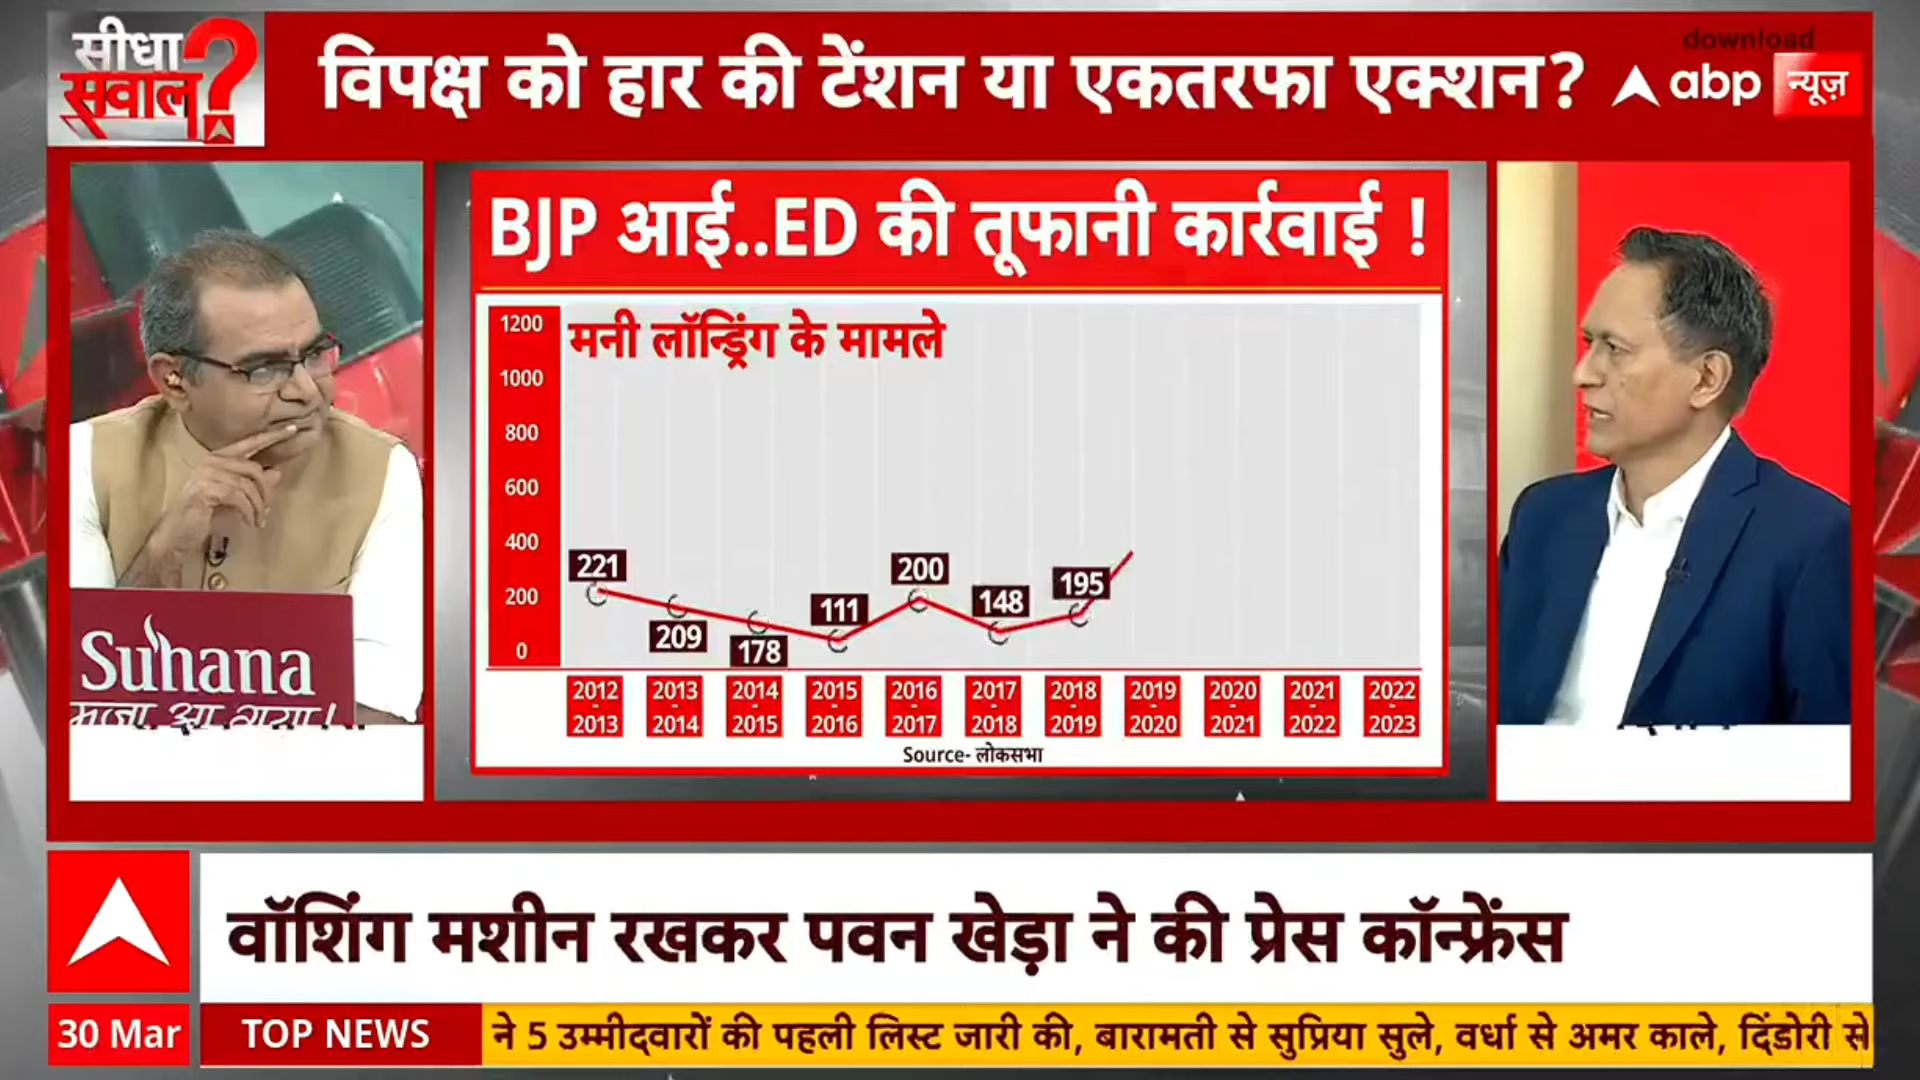 सीधा
सवाल?
विपक्ष को हार की टेंशन या एकतरफा एक्शन?
download
abp न्यूज़
BJP आई..ED की तूफानी कार्रवाई !
मनी लॉन्ड्रिंग के मामले
1200
1000
800
600
400
200
0
221
209
178
111
200
148
195
2012-2013
2013-2014
2014-2015
2015-2016
2016-2017
2017-2018
2018-2019
2019-2020
2020-2021
2021-2022
2022-2023
Source- लोकसभा
Suhana
मज़ा आ गया!
वॉशिंग मशीन रखकर पवन खेड़ा ने की प्रेस कॉन्फ्रेंस
30 Mar
TOP NEWS
ने 5 उम्मीदवारों की पहली लिस्ट जारी की, बारामती से सुप्रिया सुले, वर्धा से अमर काले, दिंडोरी से